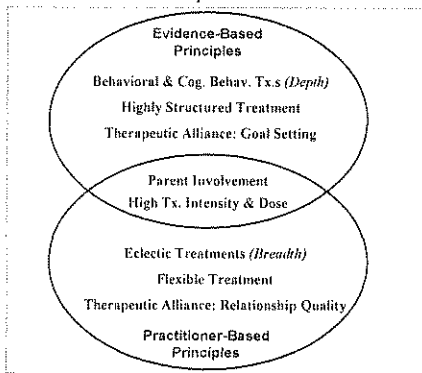 Evidence-Based
Principles
Behavioral & Cog. Behav. Tx.s (Depth)
Highly Structured Treatment
Therapeutic Alliance: Goal Setting
Parent Involvement
High Tx. Intensity & Dose
Eclectic Treatments (Breadth)
Flexible Treatment
Therapeutic Alliance: Relationship Quality
Practitioner-Based
Principles